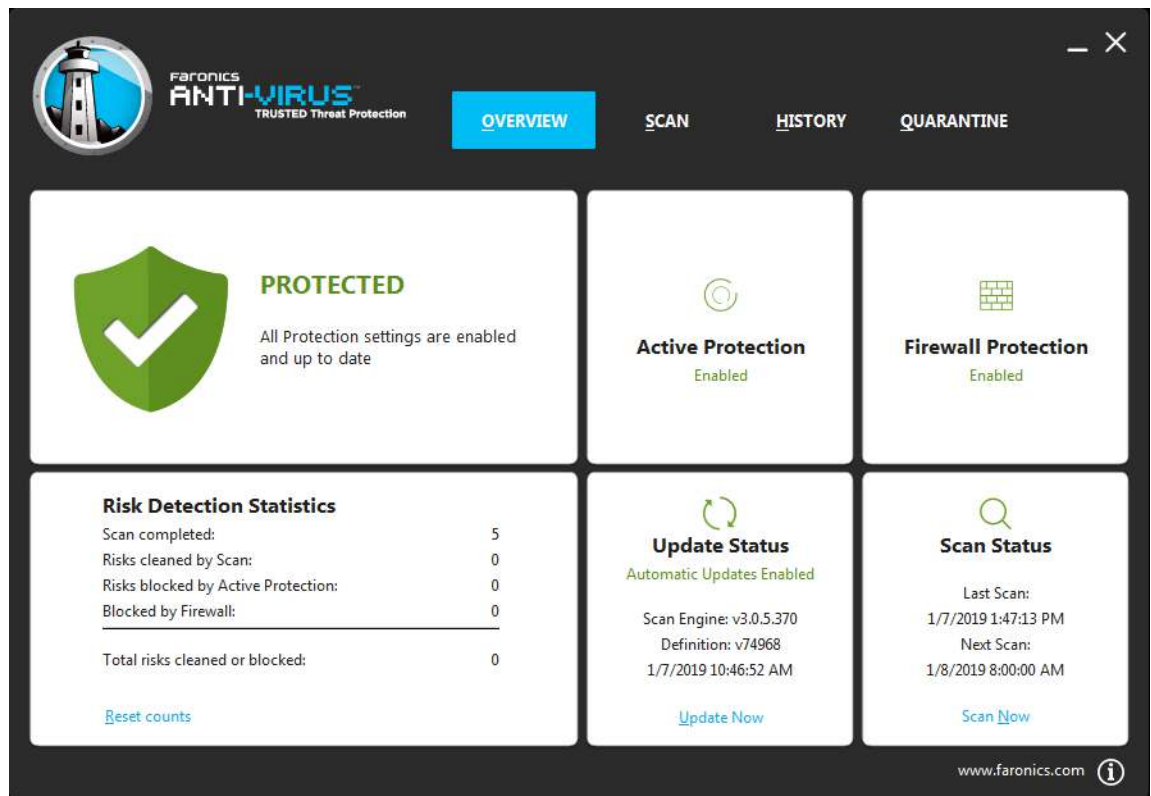 Faronics
ANTI-VIRUS™
TRUSTED Threat Protection
OVERVIEW
SCAN
HISTORY
QUARANTINE
PROTECTED
All Protection settings are enabled
and up to date
Active Protection
Enabled
Firewall Protection
Enabled
Risk Detection Statistics
Scan completed: 5
Risks cleaned by Scan: 0
Risks blocked by Active Protection: 0
Blocked by Firewall: 0
Total risks cleaned or blocked: 0
Reset counts
Update Status
Automatic Updates Enabled
Scan Engine: v3.0.5.370
Definition: v74968
1/7/2019 10:46:52 AM
Update Now
Scan Status
Last Scan:
1/7/2019 1:47:13 PM
Next Scan:
1/8/2019 8:00:00 AM
Scan Now
www.faronics.com